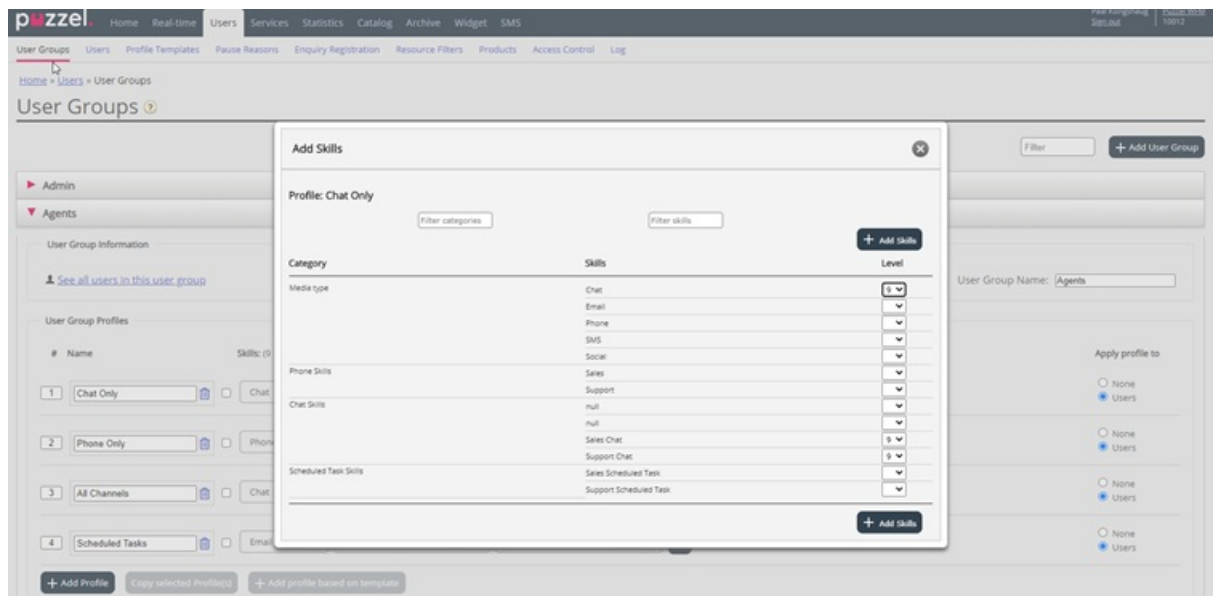 puzzel. Home Real-time Users Services Statistics Catalog Archive Widget SMS
Sign out 10012
User Groups Users Profile Templates Pause Reasons Enquiry Registration Resource Filters Products Access Control Log
Home » Users » User Groups
User Groups ?
Add Skills
Filter + Add User Group
Admin
Profile: Chat Only
Agents
Filter categories Filter skills
+ Add Skills
User Group Information
Category Skills Level
See all users in this user group
User Group Name: Agents
Media type Chat 9
Email
Phone
User Group Profiles
SMS
# Name Skills: (9
Social
Apply profile to
Phone Skills Sales
Support
1 Chat Only Chat
None
Users
Chat Skills null
null
2 Phone Only Phon
Sales Chat 9
None
Users
Support Chat 9
Scheduled Task Skills Sales Scheduled Task
Support Scheduled Task
3 All Channels Chat
None
Users
+ Add Skills
4 Scheduled Tasks Email
None
Users
+ Add Profile Copy selected Profile(s) + Add profile based on template